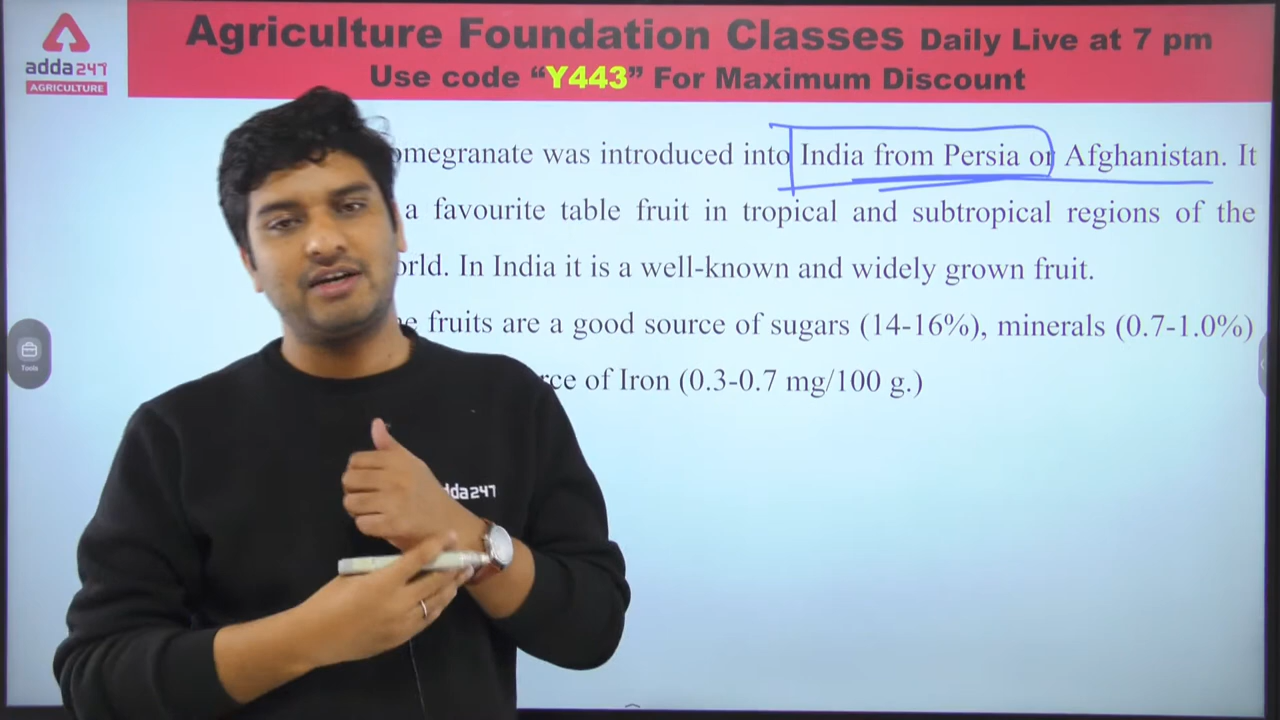 Agriculture Foundation Classes Daily Live at 7 pm
adda247
AGRICULTURE
Use code “Y443” For Maximum Discount
omegranate was introduced into India from Persia or Afghanistan. It
a favourite table fruit in tropical and subtropical regions of the
orld. In India it is a well-known and widely grown fruit.
e fruits are a good source of sugars (14-16%), minerals (0.7-1.0%)
Tools
rce of Iron (0.3-0.7 mg/100 g.)
dda247